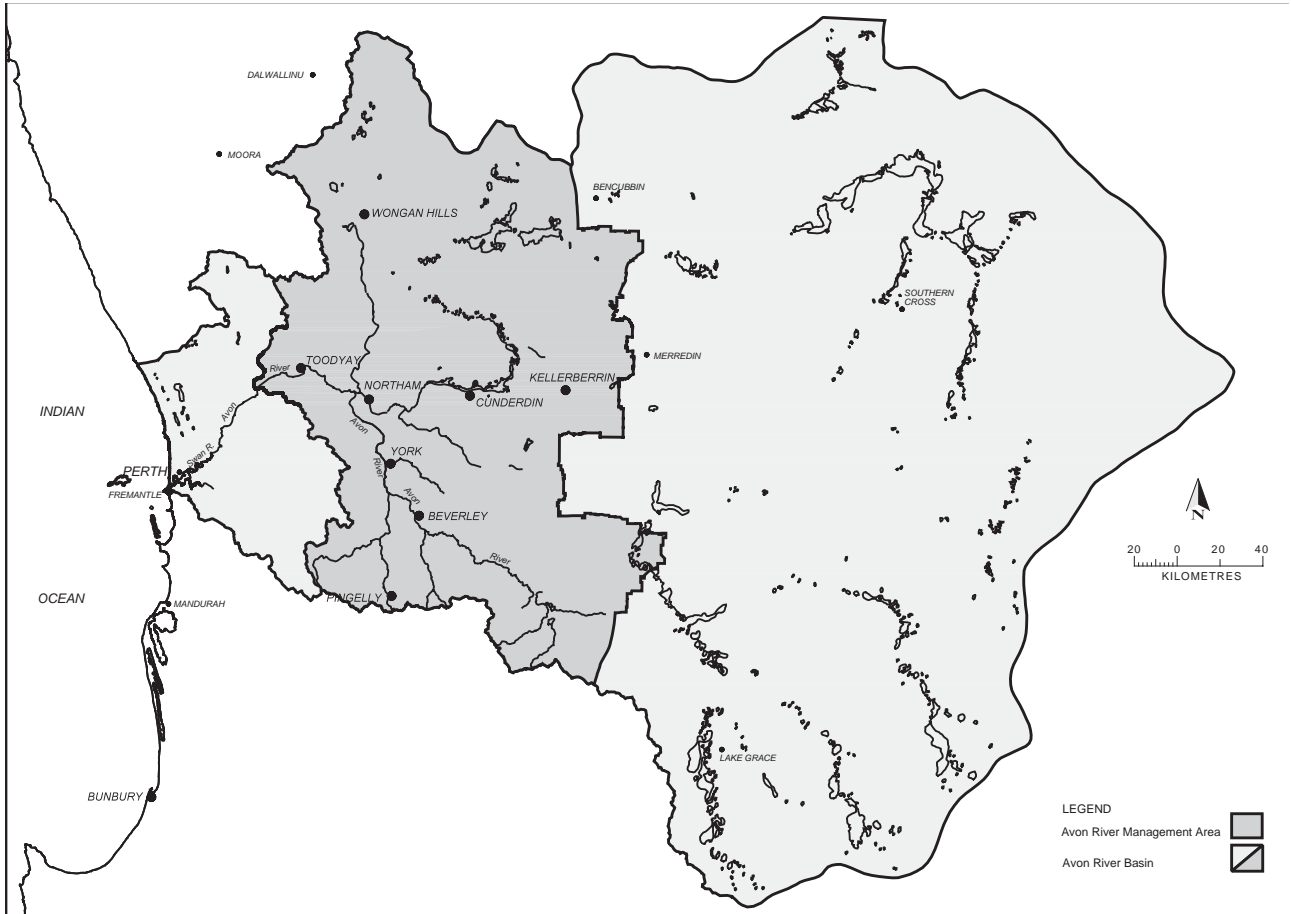 DALWALLINU
MOORA
BENCUBBIN
WONGAN HILLS
SOUTHERN
CROSS
MERREDIN
TOODYAY
River
KELLERBERRIN
NORTHAM
CUNDERDIN
INDIAN
Avon
Avon
Swan R.
YORK
River
PERTH
FREMANTLE
Avon
BEVERLEY
N
River
20 0 20 40
KILOMETRES
OCEAN
MANDURAH
PINGELLY
LAKE GRACE
BUNBURY
LEGEND
Avon River Management Area
Avon River Basin